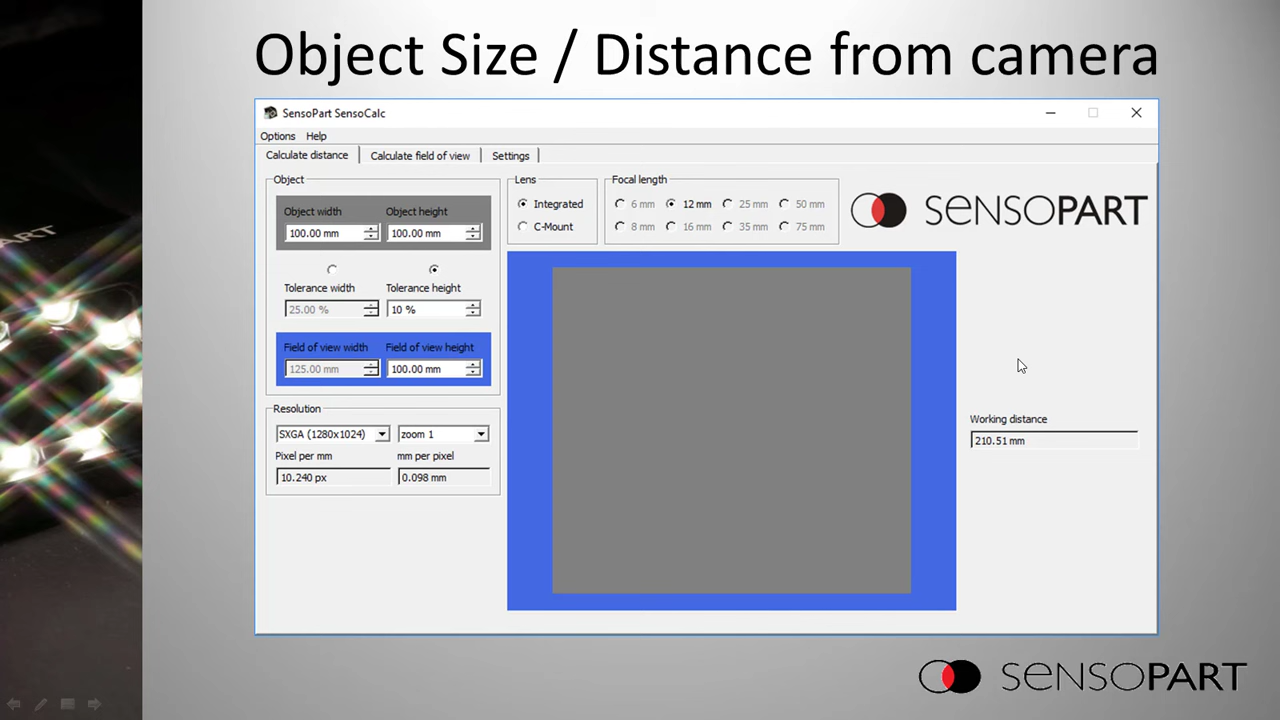 Object Size / Distance from camera
SensoPart SensoCalc
Options Help
Calculate distance Calculate field of view Settings
Object
Object width Object height
100.00 mm 100.00 mm
Tolerance width Tolerance height
25.00 % 10 %
Field of view width Field of view height
125.00 mm 100.00 mm
Resolution
SXGA (1280x1024) zoom 1
Pixel per mm mm per pixel
10.240 px 0.098 mm
Lens
Integrated
C-Mount
Focal length
6 mm 12 mm 25 mm 50 mm
8 mm 16 mm 35 mm 75 mm
SENSOPART
Working distance
210.51 mm
SENSOPART
ART